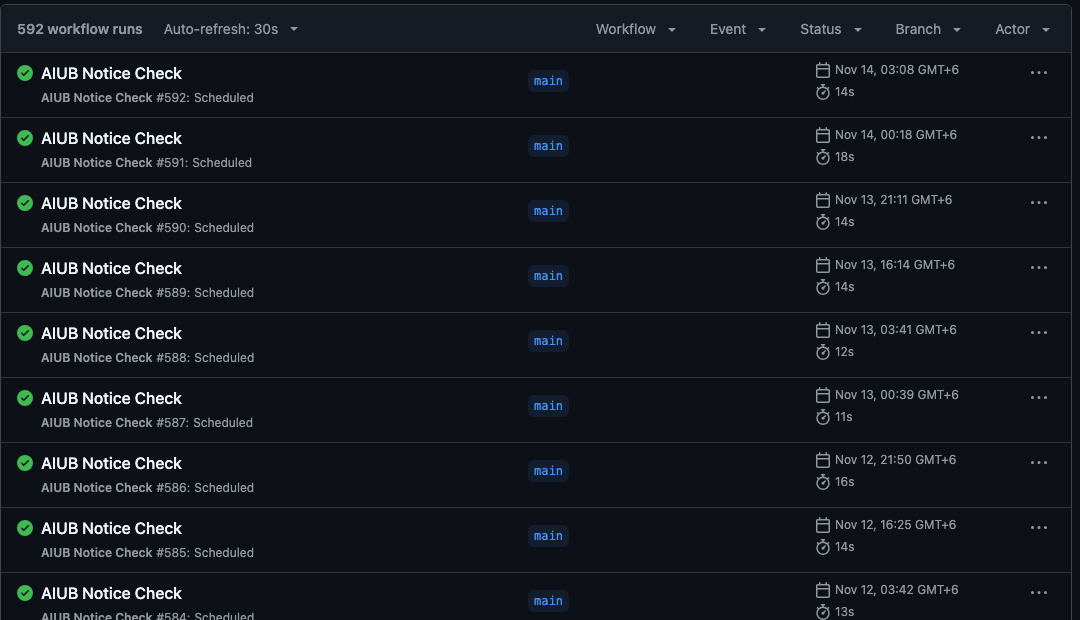 592 workflow runs Auto-refresh: 30s Workflow Event Status Branch Actor
AIUB Notice Check
main
Nov 14, 03:08 GMT+6
AIUB Notice Check #592: Scheduled
14s
AIUB Notice Check
main
Nov 14, 00:18 GMT+6
AIUB Notice Check #591: Scheduled
18s
AIUB Notice Check
main
Nov 13, 21:11 GMT+6
AIUB Notice Check #590: Scheduled
14s
AIUB Notice Check
main
Nov 13, 16:14 GMT+6
AIUB Notice Check #589: Scheduled
14s
AIUB Notice Check
main
Nov 13, 03:41 GMT+6
AIUB Notice Check #588: Scheduled
12s
AIUB Notice Check
main
Nov 13, 00:39 GMT+6
AIUB Notice Check #587: Scheduled
11s
AIUB Notice Check
main
Nov 12, 21:50 GMT+6
AIUB Notice Check #586: Scheduled
16s
AIUB Notice Check
main
Nov 12, 16:25 GMT+6
AIUB Notice Check #585: Scheduled
14s
AIUB Notice Check
main
Nov 12, 03:42 GMT+6
AIUB Notice Check #584: Scheduled
13s